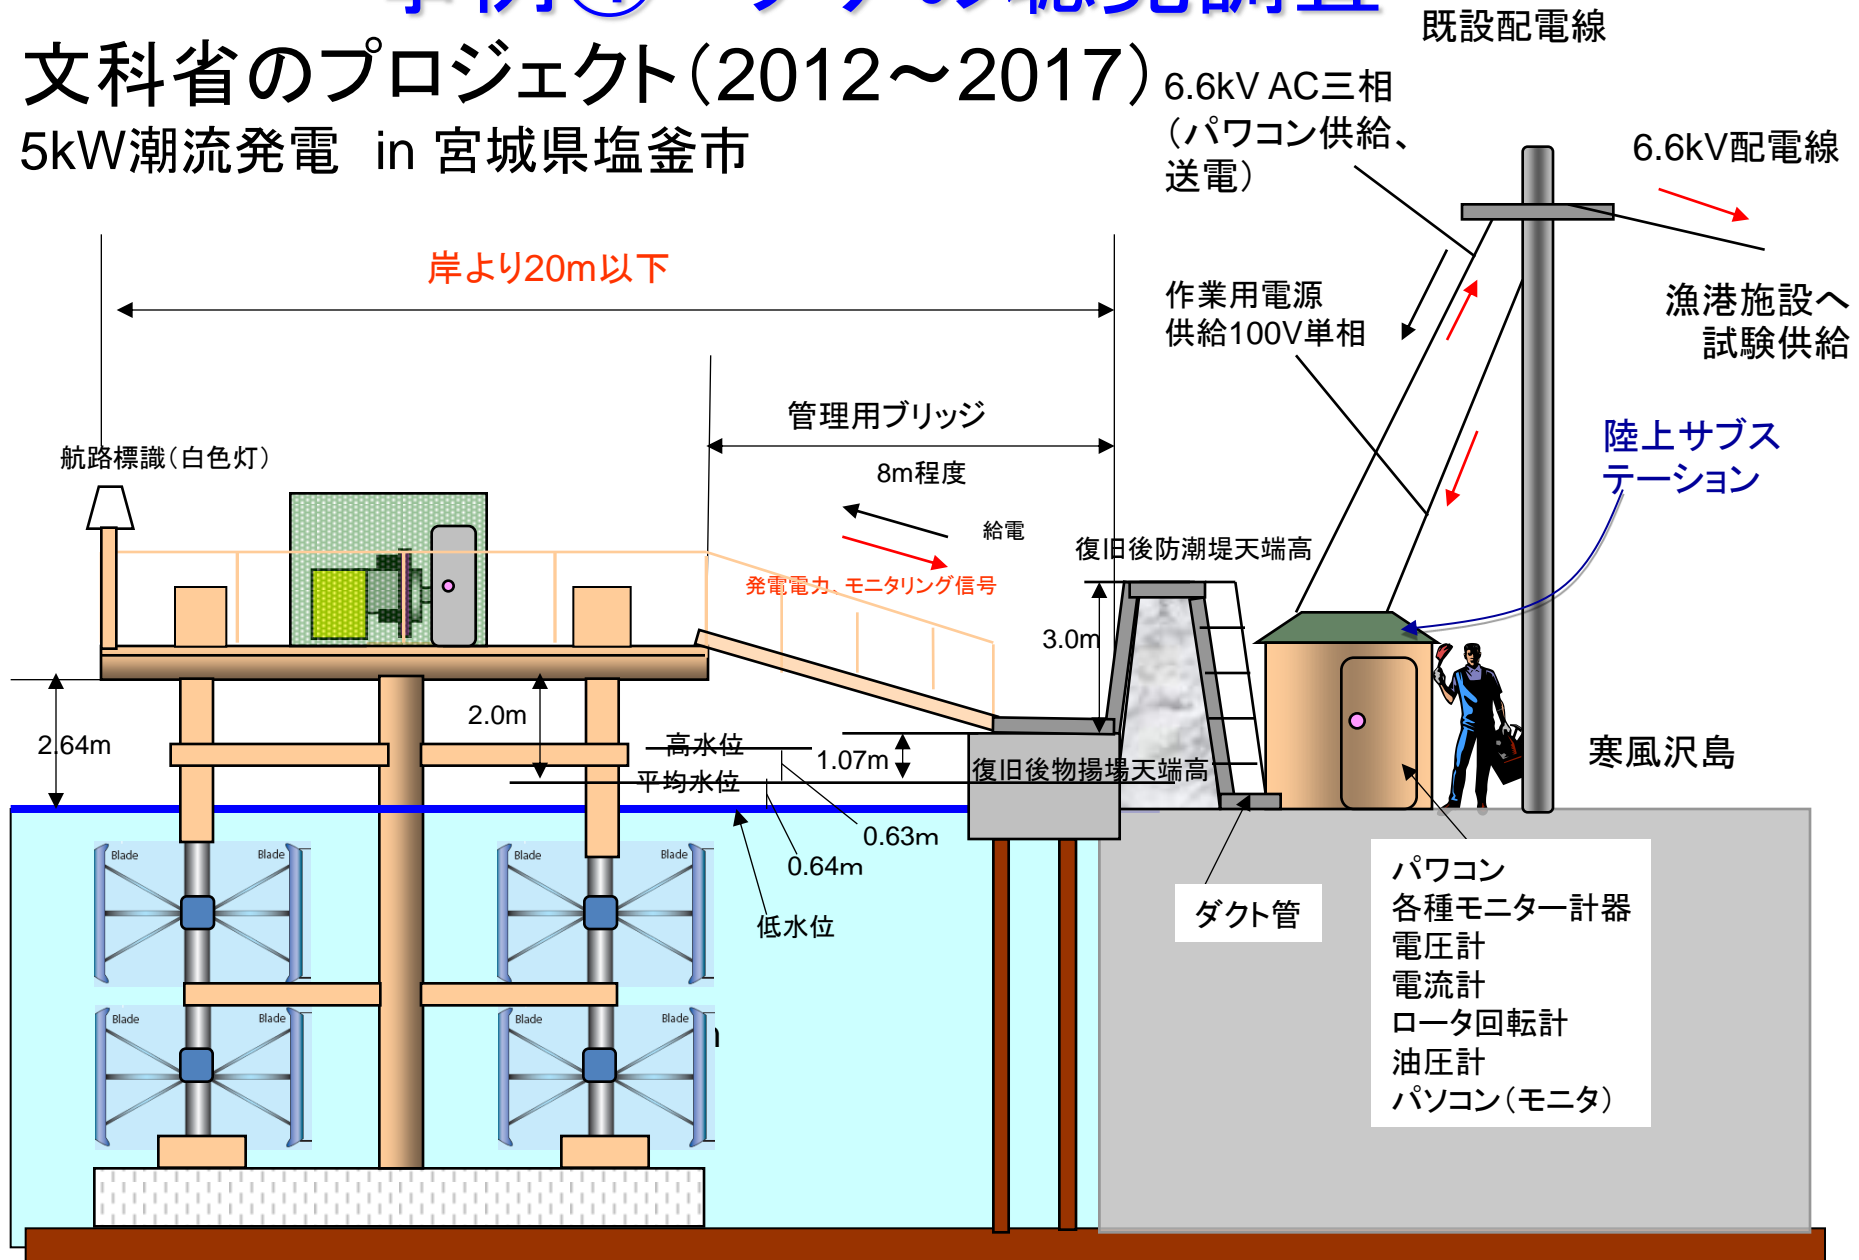 既設配電線
文科省のプロジェクト（2012～2017）
5kW潮流発電 in 宮城県塩釜市
6.6kV AC三相
（パワコン供給、
送電）
6.6kV配電線
岸より20m以下
作業用電源
供給100V単相
漁港施設へ
試験供給
管理用ブリッジ
8m程度
航路標識（白色灯）
陸上サブス
テーション
給電
発電電力、モニタリング信号
復旧後防潮堤天端高
3.0m
2.64m
2.0m
高水位
平均水位
1.07m
復旧後物揚場天端高
寒風沢島
0.63m
0.64m
低水位
ダクト管
パワコン
各種モニター計器
電圧計
電流計
ロータ回転計
油圧計
パソコン（モニタ）
Blade
Blade
Blade
Blade
Blade
Blade
Blade
Blade